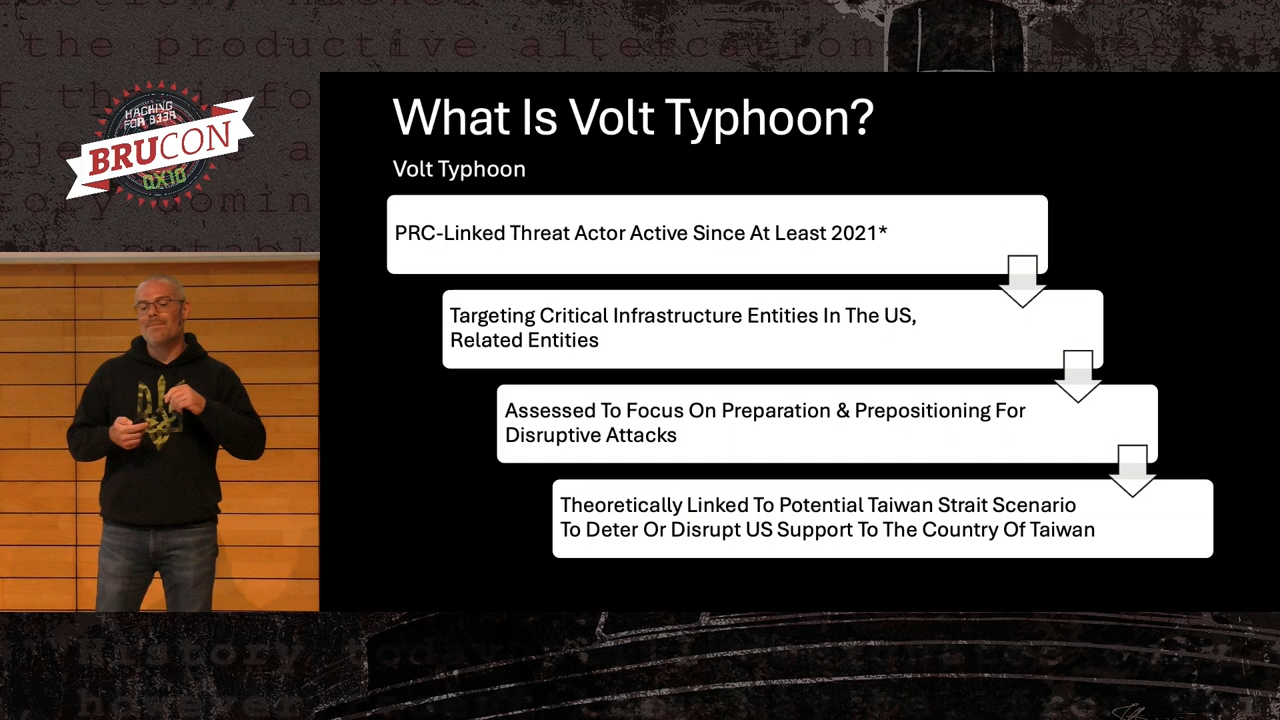 the productive altercation
HACKING
FOR B33R
BRUCON
0X10
What Is Volt Typhoon?
Volt Typhoon
PRC-Linked Threat Actor Active Since At Least 2021*
Targeting Critical Infrastructure Entities In The US,
Related Entities
Assessed To Focus On Preparation & Prepositioning For
Disruptive Attacks
Theoretically Linked To Potential Taiwan Strait Scenario
To Deter Or Disrupt US Support To The Country Of Taiwan
History today
however